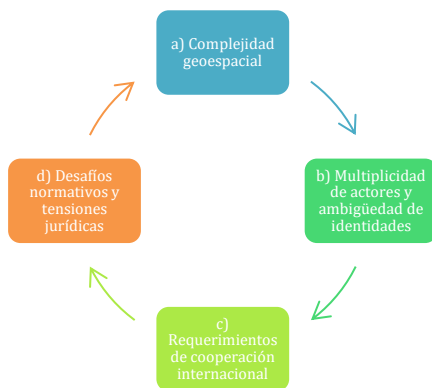 a) Complejidad
geoespacial
b) Multiplicidad
de actores y
ambigüedad de
identidades
c)
Requerimientos
de cooperación
internacional
d) Desafíos
normativos y
tensiones
jurídicas